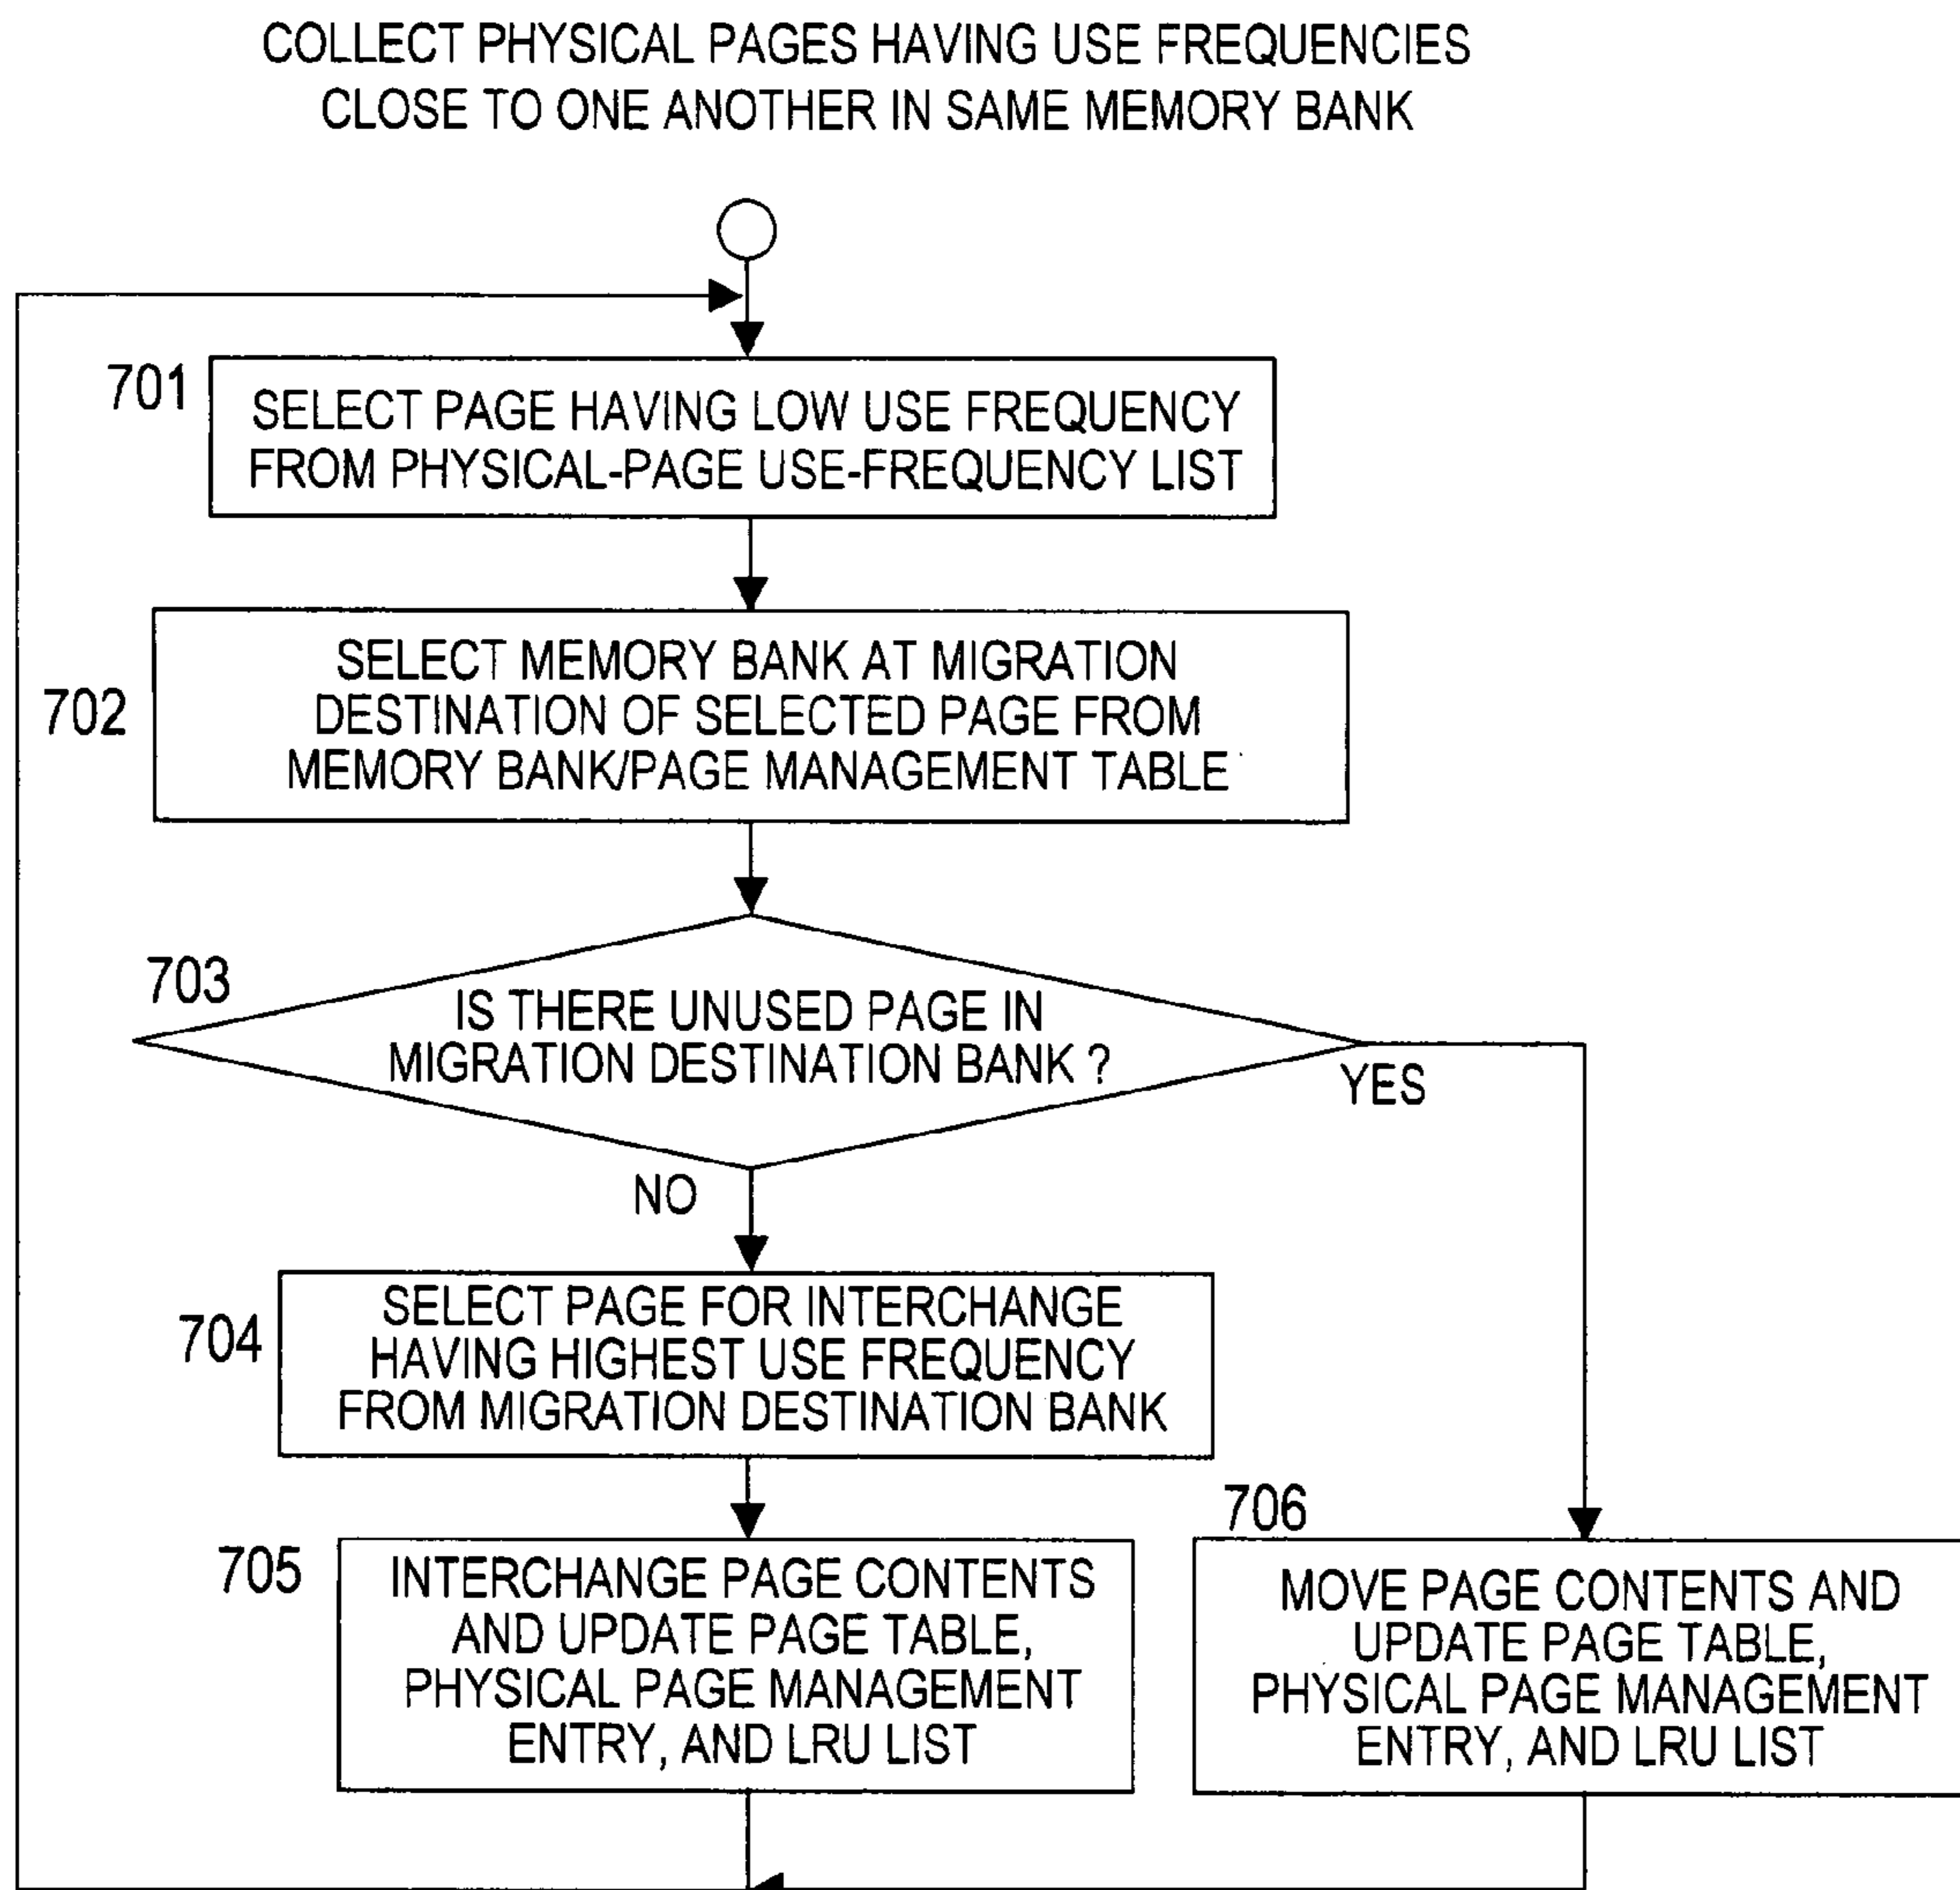 COLLECT PHYSICAL PAGES HAVING USE FREQUENCIES
CLOSE TO ONE ANOTHER IN SAME MEMORY BANK
701
SELECT PAGE HAVING LOW USE FREQUENCY
FROM PHYSICAL-PAGE USE-FREQUENCY LIST
702
SELECT MEMORY BANK AT MIGRATION
DESTINATION OF SELECTED PAGE FROM
MEMORY BANK/PAGE MANAGEMENT TABLE
703
IS THERE UNUSED PAGE IN
MIGRATION DESTINATION BANK ?
YES
NO
704
SELECT PAGE FOR INTERCHANGE
HAVING HIGHEST USE FREQUENCY
FROM MIGRATION DESTINATION BANK
705
INTERCHANGE PAGE CONTENTS
AND UPDATE PAGE TABLE,
PHYSICAL PAGE MANAGEMENT
ENTRY, AND LRU LIST
706
MOVE PAGE CONTENTS AND
UPDATE PAGE TABLE,
PHYSICAL PAGE MANAGEMENT
ENTRY, AND LRU LIST